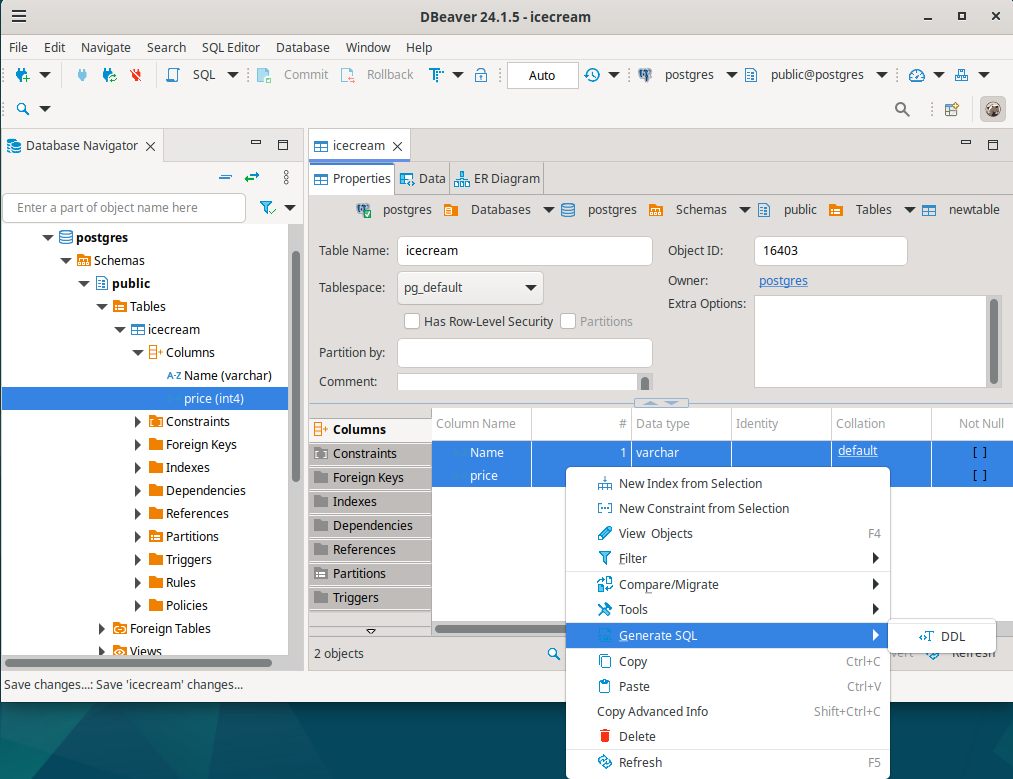 DBeaver 24.1.5 - icecream
File Edit Navigate Search SQL Editor Database Window Help
SQL Commit Rollback Auto postgres public@postgres
Database Navigator
Enter a part of object name here
postgres
Schemas
public
Tables
icecream
Columns
A-Z Name (varchar)
price (int4)
Constraints
Foreign Keys
Indexes
Dependencies
References
Partitions
Triggers
Rules
Policies
Foreign Tables
Views
icecream
Properties Data ER Diagram
postgres Databases postgres Schemas public Tables newtable
Table Name: icecream
Object ID: 16403
Tablespace: pg_default
Owner: postgres
Extra Options:
Has Row-Level Security Partitions
Partition by:
Comment:
Columns
Constraints
Foreign Keys
Indexes
Dependencies
References
Partitions
Triggers
Column Name # Data type Identity Collation Not Null
Name 1 varchar default [ ]
price [ ]
New Index from Selection
New Constraint from Selection
View Objects F4
Filter
Compare/Migrate
Tools
Generate SQL
DDL
Copy Ctrl+C
Paste Ctrl+V
Copy Advanced Info Shift+Ctrl+C
Delete
Refresh F5
2 objects
Refresh
Save changes...: Save 'icecream' changes...